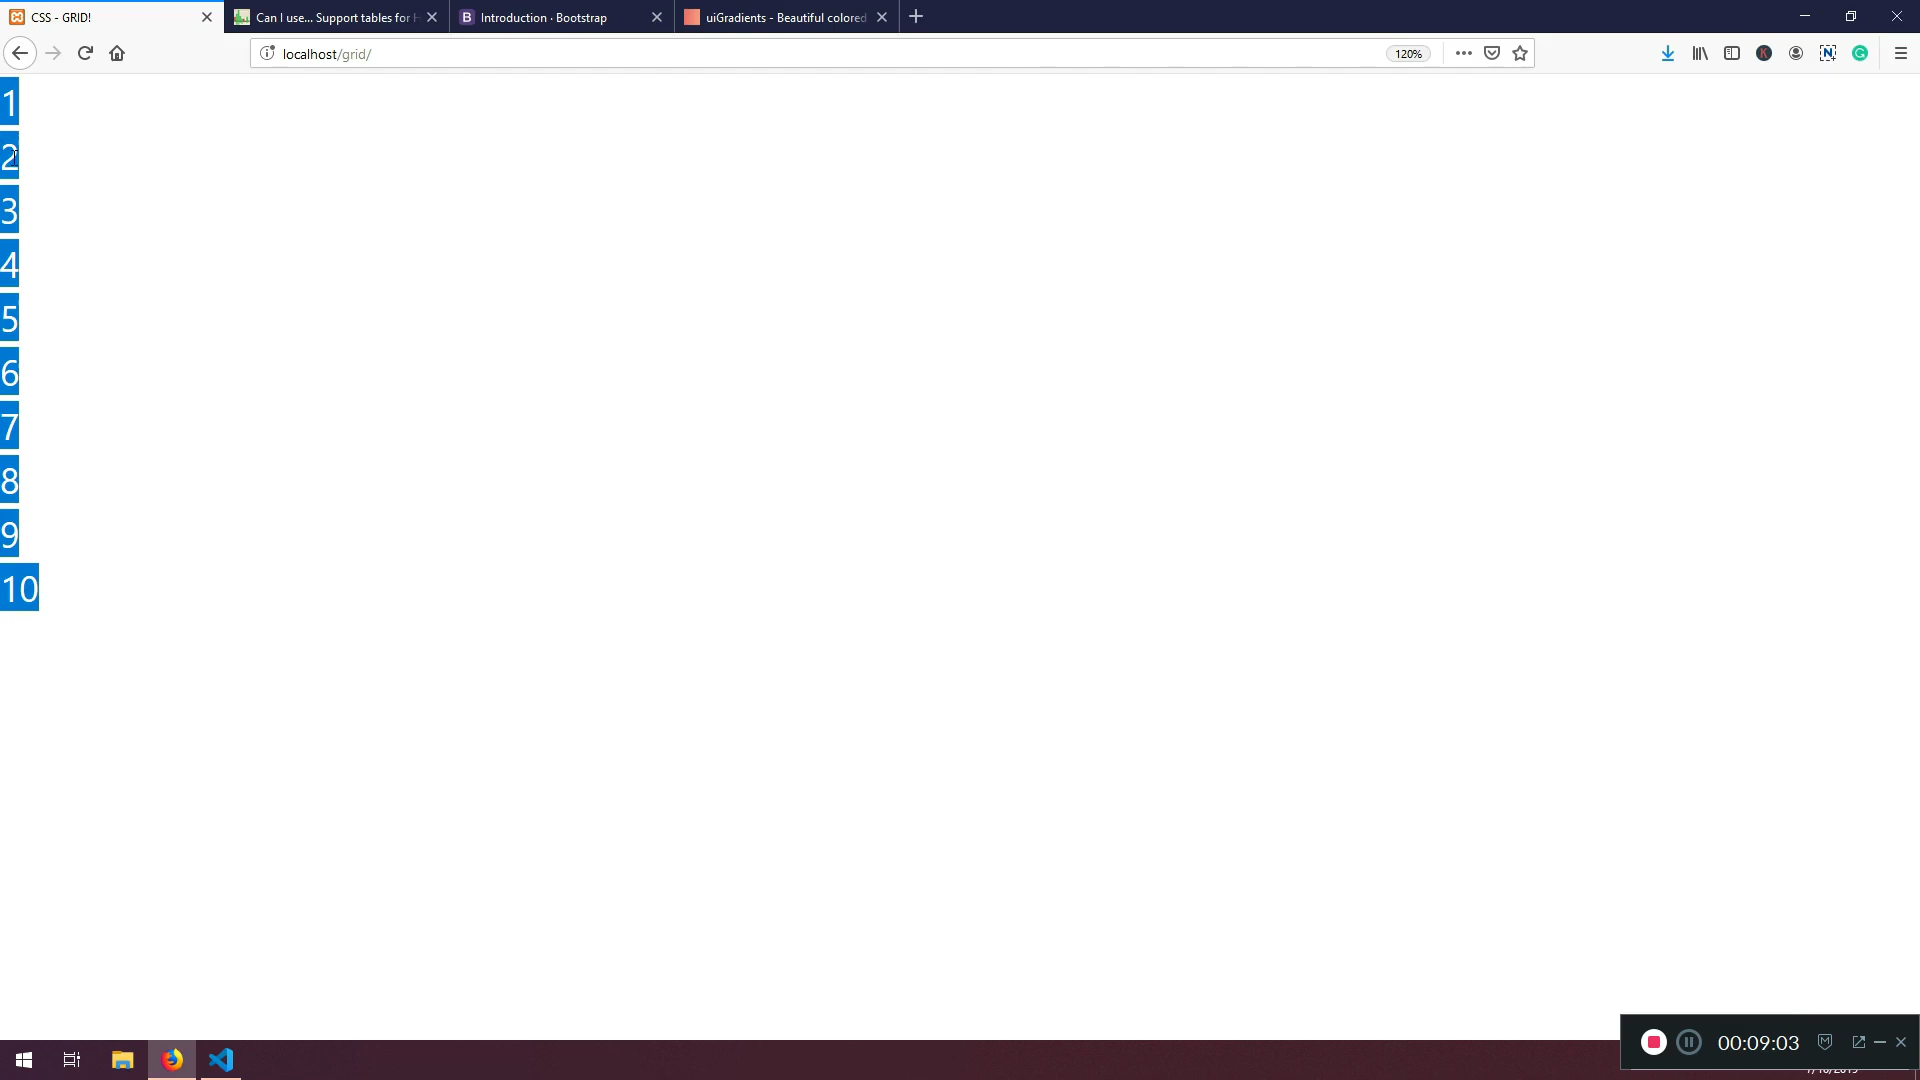 CSS - GRID!
Can I use... Support tables for
Introduction · Bootstrap
uiGradients - Beautiful colored
localhost/grid/
120%
1
2
3
4
5
6
7
8
9
10
00:09:03